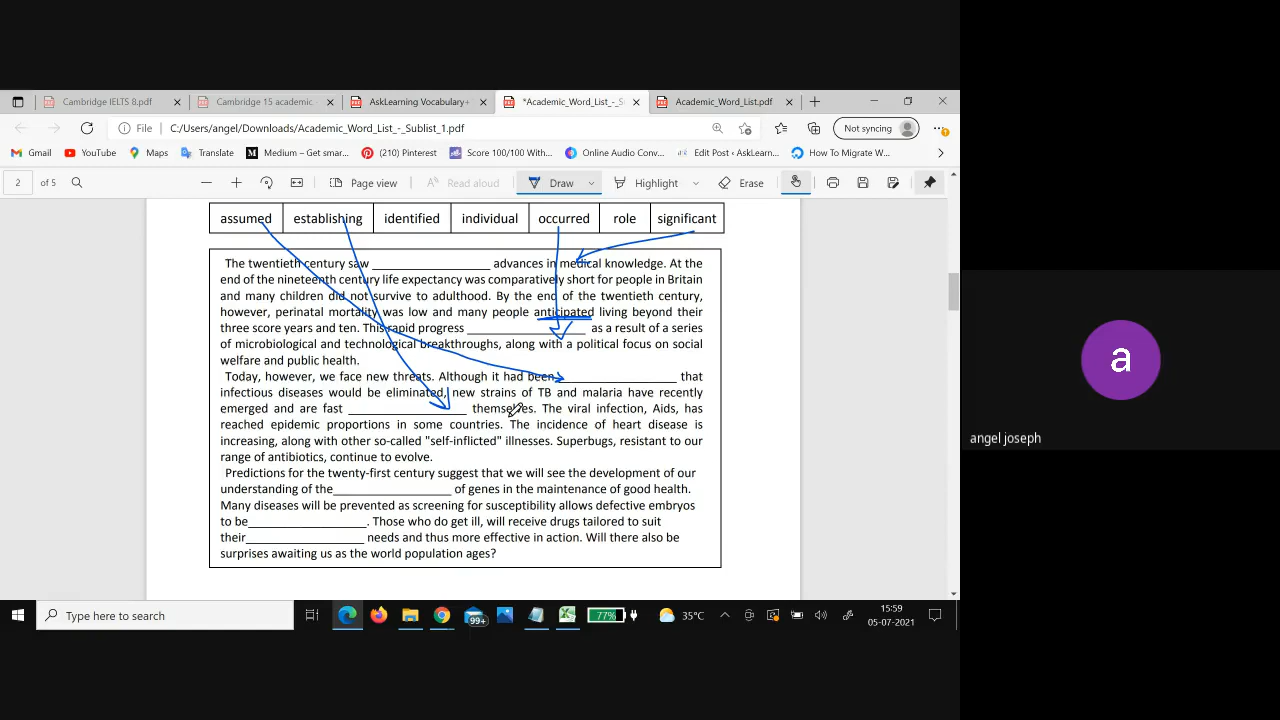 Cambridge IELTS 8.pdf
Cambridge 15 academic
AskLearning Vocabulary+
*Academic_Word_List_-_S
Academic_Word_List.pdf
File C:/Users/angel/Downloads/Academic_Word_List_-_Sublist_1.pdf
Not syncing
Gmail YouTube Maps Translate Medium – Get smar... (210) Pinterest Score 100/100 With... Online Audio Conv... Edit Post ‹ AskLearn... How To Migrate W...
2 of 5 Page view Read aloud Draw Highlight Erase
assumed establishing identified individual occurred role significant
The twentieth century saw __________________ advances in medical knowledge. At the
end of the nineteenth century life expectancy was comparatively short for people in Britain
and many children did not survive to adulthood. By the end of the twentieth century,
however, perinatal mortality was low and many people anticipated living beyond their
three score years and ten. This rapid progress __________________ as a result of a series
of microbiological and technological breakthroughs, along with a political focus on social
welfare and public health.
Today, however, we face new threats. Although it had been __________________ that
infectious diseases would be eliminated, new strains of TB and malaria have recently
emerged and are fast __________________ themselves. The viral infection, Aids, has
reached epidemic proportions in some countries. The incidence of heart disease is
increasing, along with other so-called "self-inflicted" illnesses. Superbugs, resistant to our
range of antibiotics, continue to evolve.
Predictions for the twenty-first century suggest that we will see the development of our
understanding of the__________________ of genes in the maintenance of good health.
Many diseases will be prevented as screening for susceptibility allows defective embryos
to be__________________. Those who do get ill, will receive drugs tailored to suit
their__________________ needs and thus more effective in action. Will there also be
surprises awaiting us as the world population ages?
a
angel joseph
Type here to search
99+
77%
35°C
15:59
05-07-2021